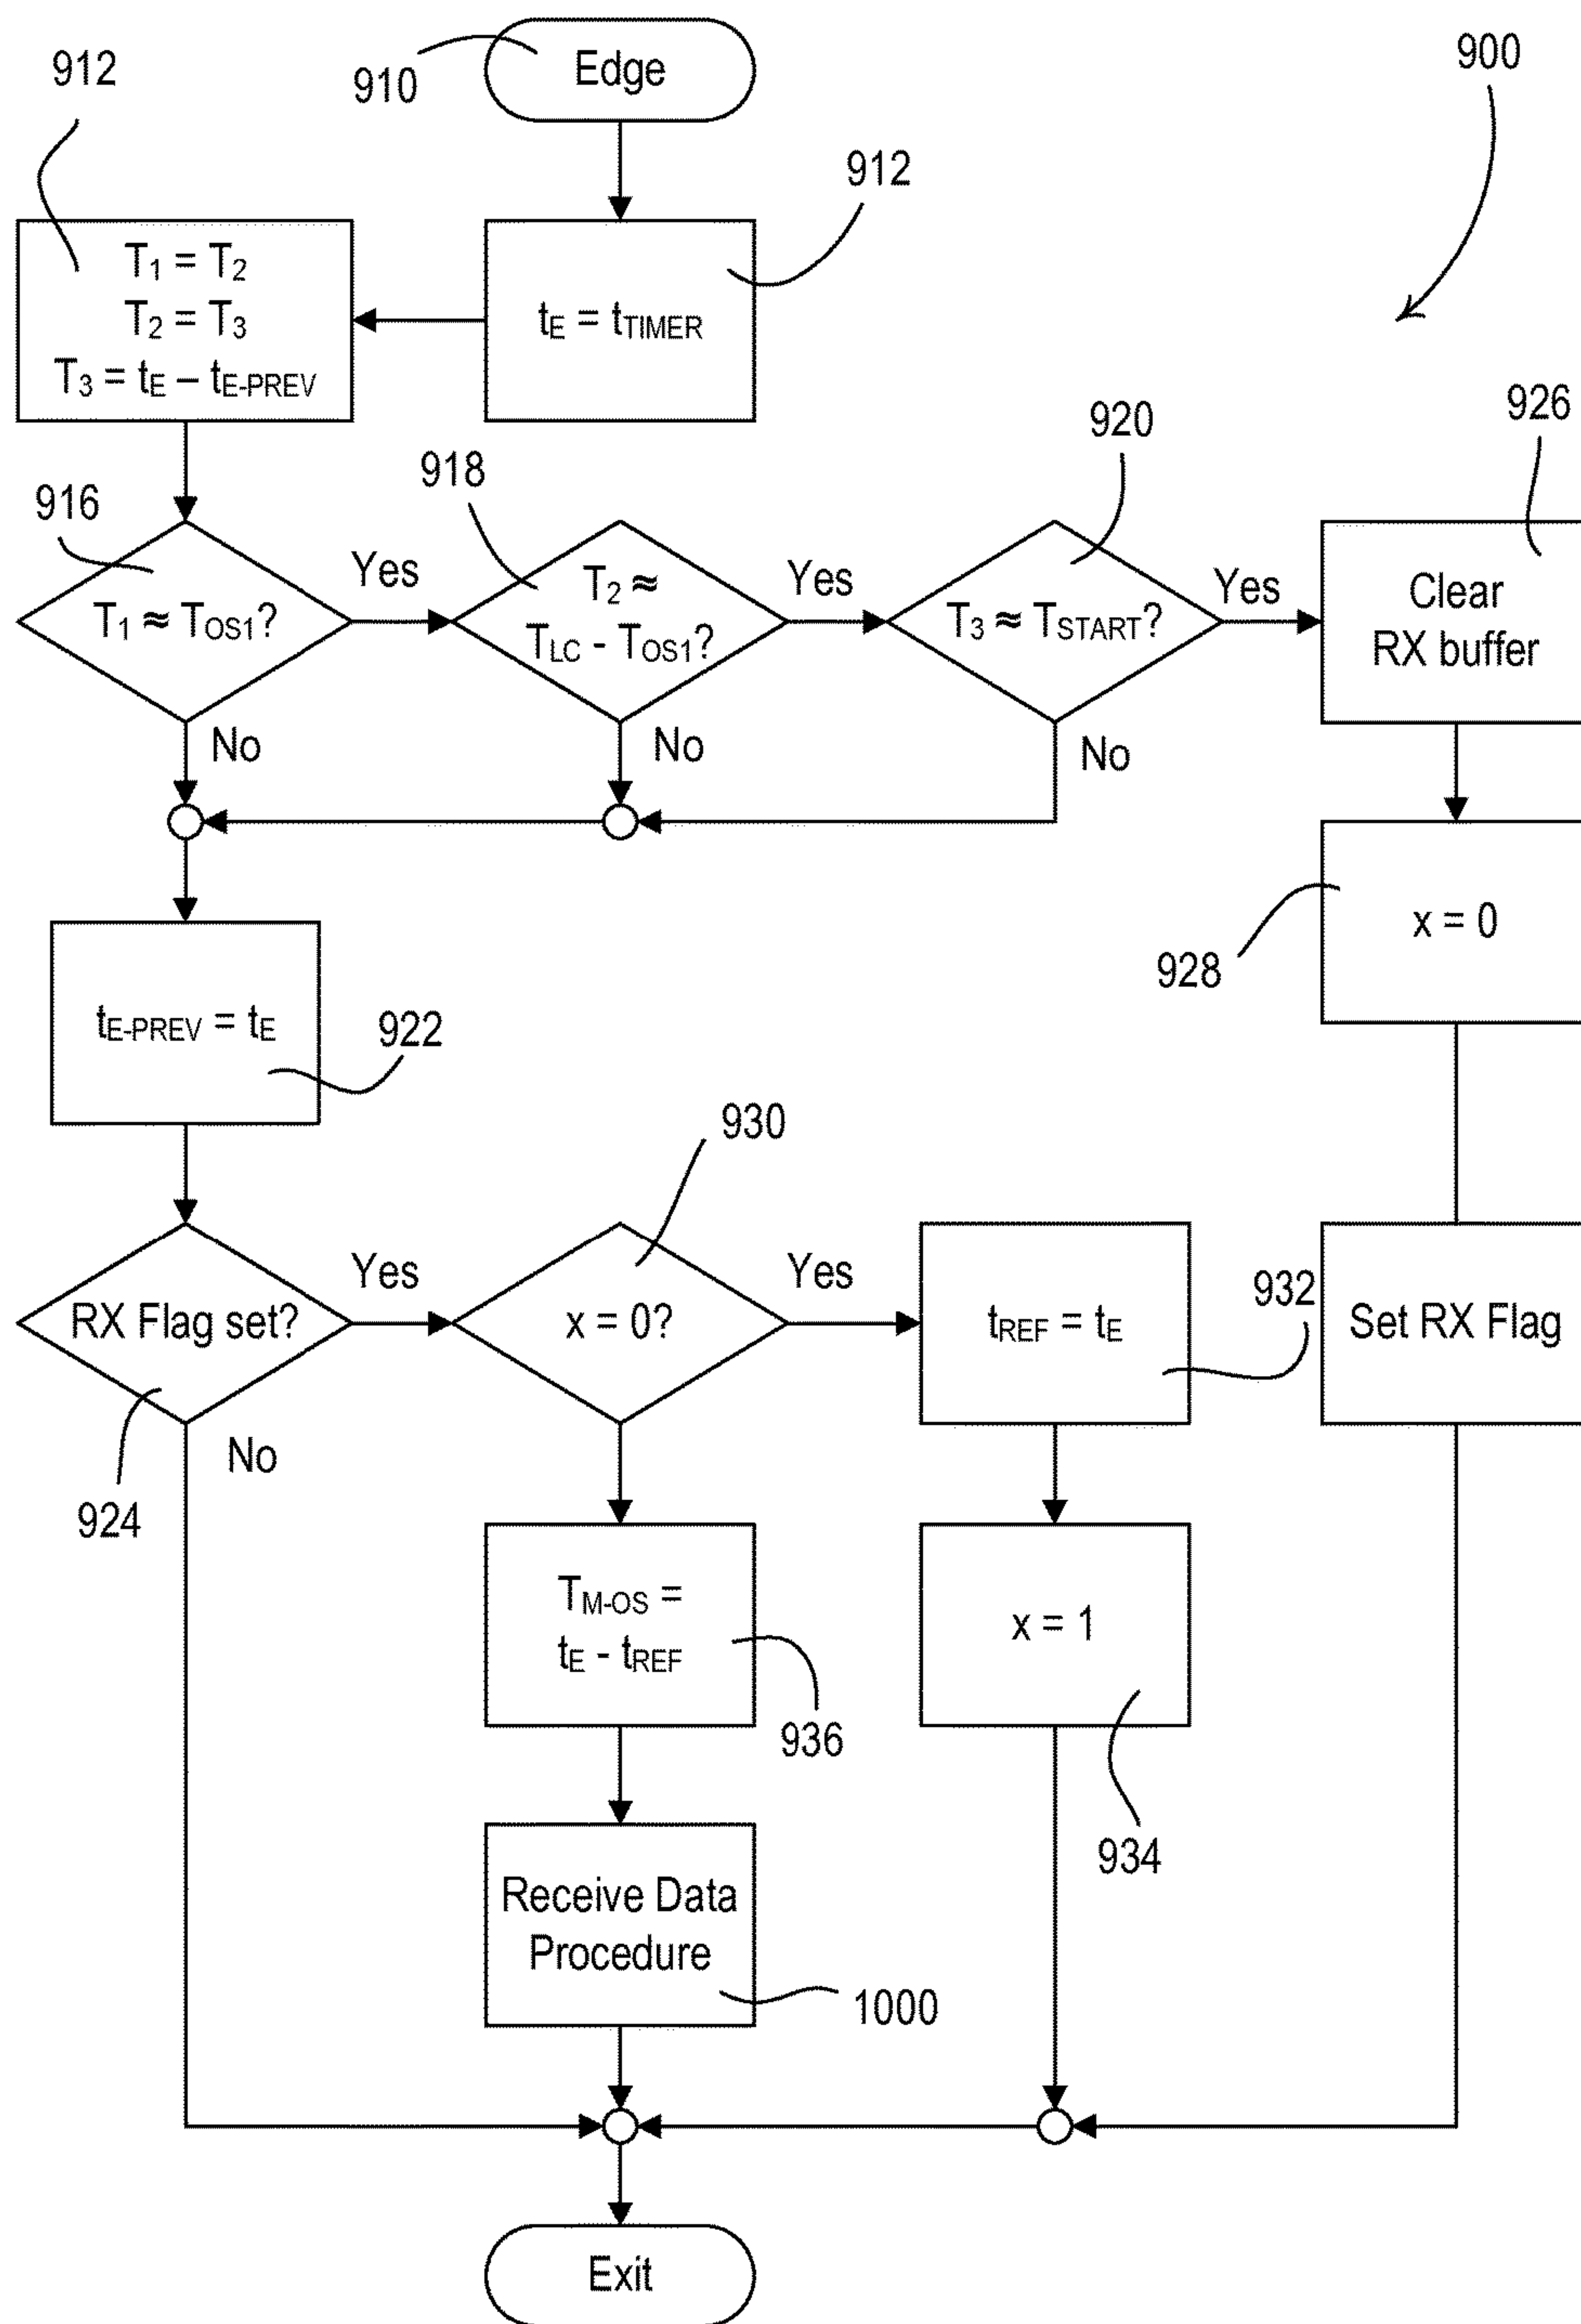 910
Edge
900
912
912
T₁ = T₂
T₂ = T₃
T₃ = tE – tE-PREV
tE = tTIMER
916
918
920
926
T₁ ≈ TOS1?
Yes
T₂ ≈
TLC - TOS1?
Yes
T₃ ≈ TSTART?
Yes
Clear
RX buffer
No
No
No
928
x = 0
tE-PREV = tE
922
930
932
RX Flag set?
Yes
x = 0?
Yes
tREF = tE
Set RX Flag
924
No
TM-OS =
tE - tREF
936
x = 1
934
Receive Data
Procedure
1000
Exit